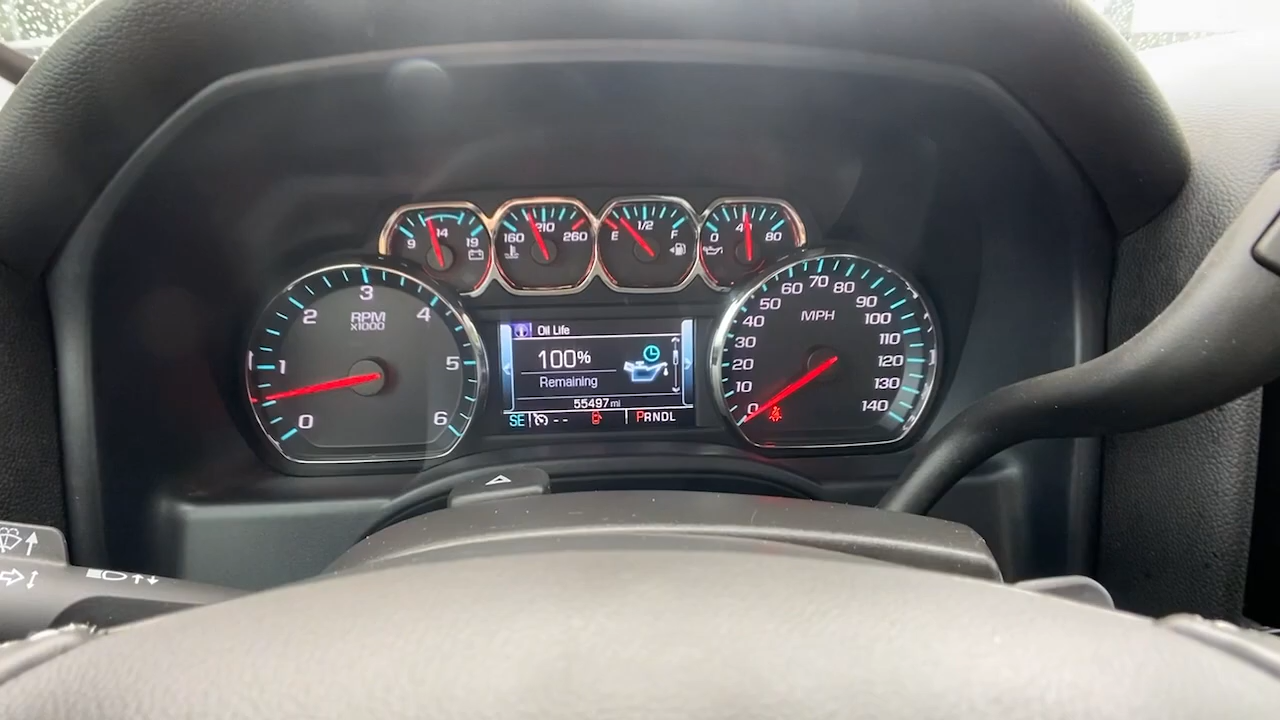 9 14 19
160 210 260
E 1/2 F
0 40 80
0 1 2 3 4 5 6
RPM
x1000
Oil Life
100%
Remaining
55497 mi
SE -- PRNDL
0 10 20 30 40 50 60 70 80 90 100 110 120 130 140
MPH